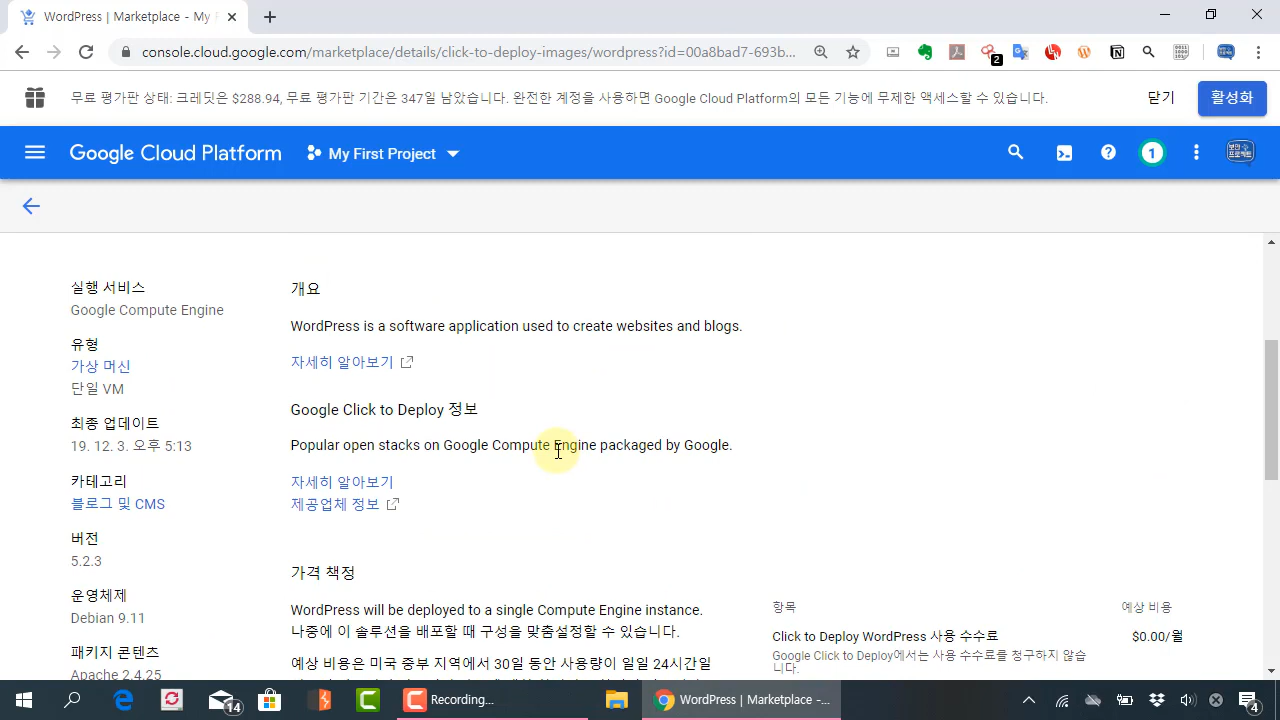 WordPress | Marketplace - My F
console.cloud.google.com/marketplace/details/click-to-deploy-images/wordpress?id=00a8bad7-693b...
2
무료 평가판 상태: 크레딧은 $288.94, 무료 평가판 기간은 347일 남았습니다. 완전한 계정을 사용하면 Google Cloud Platform의 모든 기능에 무제한 액세스할 수 있습니다.
닫기
활성화
Google Cloud Platform
My First Project
1
보안
프로젝트
실행 서비스
Google Compute Engine
유형
가상 머신
단일 VM
최종 업데이트
19. 12. 3. 오후 5:13
카테고리
블로그 및 CMS
버전
5.2.3
운영체제
Debian 9.11
패키지 콘텐츠
Apache 2.4.25
개요
WordPress is a software application used to create websites and blogs.
자세히 알아보기
Google Click to Deploy 정보
Popular open stacks on Google Compute Engine packaged by Google.
자세히 알아보기
제공업체 정보
가격 책정
WordPress will be deployed to a single Compute Engine instance.
나중에 이 솔루션을 배포할 때 구성을 맞춤설정할 수 있습니다.
예상 비용은 미국 중부 지역에서 30일 동안 사용량이 일일 24시간일
항목
예상 비용
Click to Deploy WordPress 사용 수수료
$0.00/월
Google Click to Deploy에서는 사용 수수료를 청구하지 않습
니다.
14
Recording...
WordPress | Marketplace -...
4